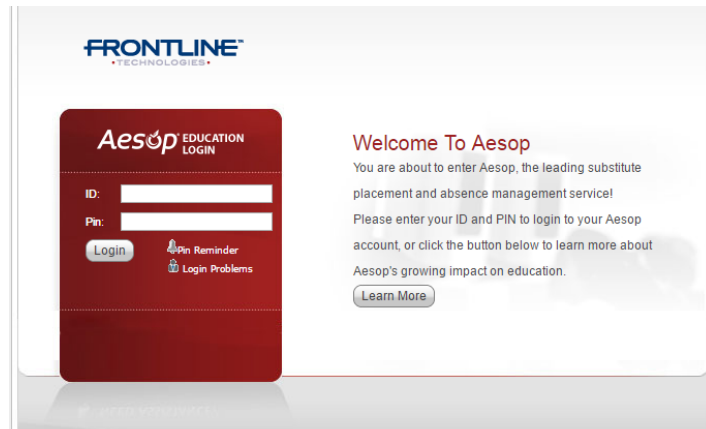 FRONTLINE™
•TECHNOLOGIES•
Aesop EDUCATION
LOGIN
ID:
Pin:
Login
Pin Reminder
Login Problems
Welcome To Aesop
You are about to enter Aesop, the leading substitute
placement and absence management service!
Please enter your ID and PIN to login to your Aesop
account, or click the button below to learn more about
Aesop's growing impact on education.
Learn More